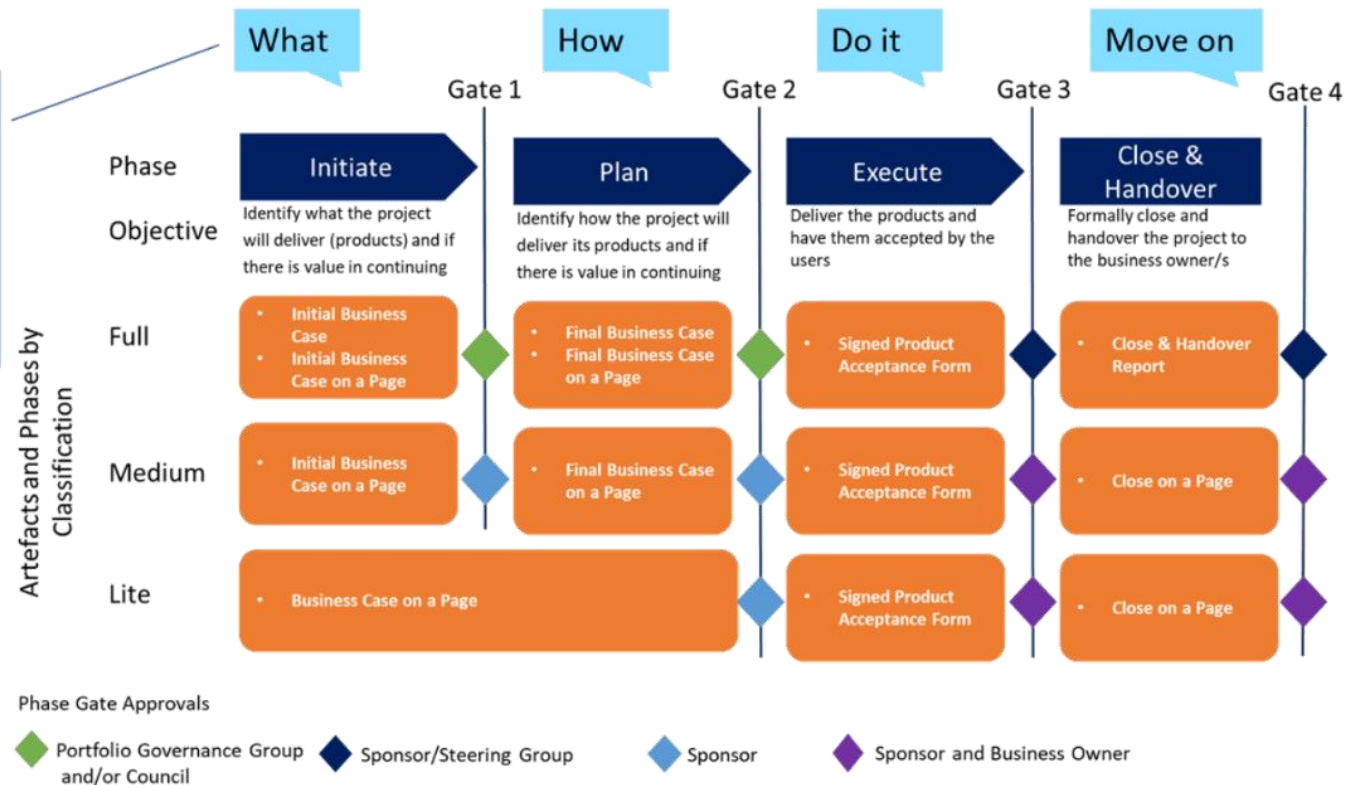 What
How
Do it
Move on
Gate 1
Gate 2
Gate 3
Gate 4
Phase
Initiate
Plan
Execute
Close &
Handover
Objective
Identify what the project
will deliver (products) and if
there is value in continuing
Identify how the project will
deliver its products and if
there is value in continuing
Deliver the products and
have them accepted by the
users
Formally close and
handover the project to
the business owner/s
Artefacts and Phases by
Classification
Full
• Initial Business
Case
• Initial Business
Case on a Page
• Final Business Case
• Final Business Case
on a Page
• Signed Product
Acceptance Form
• Close & Handover
Report
Medium
• Initial Business
Case on a Page
• Final Business Case
on a Page
• Signed Product
Acceptance Form
• Close on a Page
Lite
• Business Case on a Page
• Signed Product
Acceptance Form
• Close on a Page
Phase Gate Approvals
Portfolio Governance Group
and/or Council
Sponsor/Steering Group
Sponsor
Sponsor and Business Owner